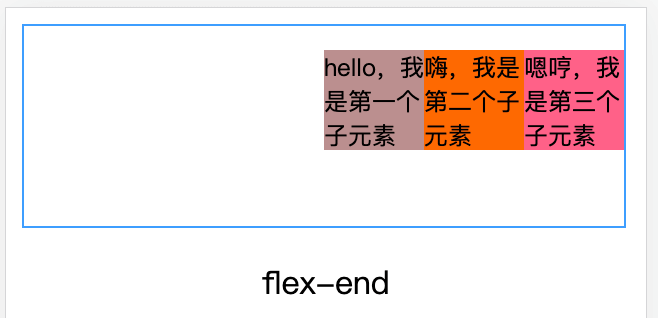 hello，我
是第一个
子元素
嗨，我是
第二个子
元素
嗯哼，我
是第三个
子元素
flex-end